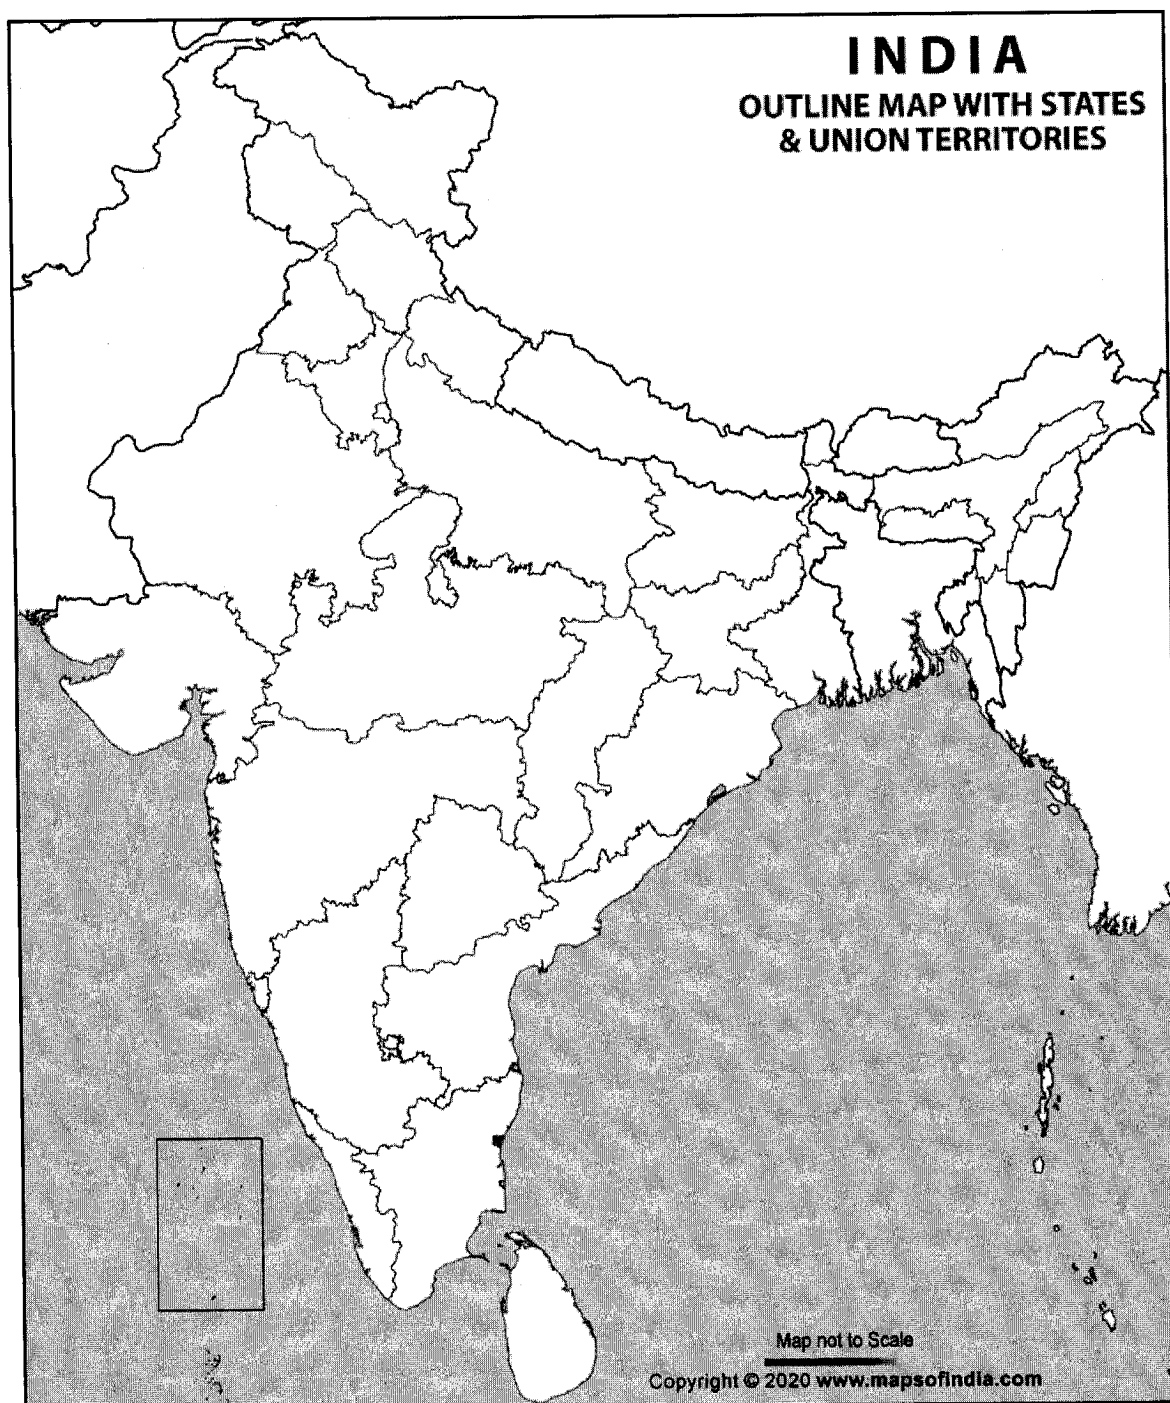 INDIA
OUTLINE MAP WITH STATES
& UNION TERRITORIES
Map not to Scale
Copyright © 2020 www.mapsofindia.com